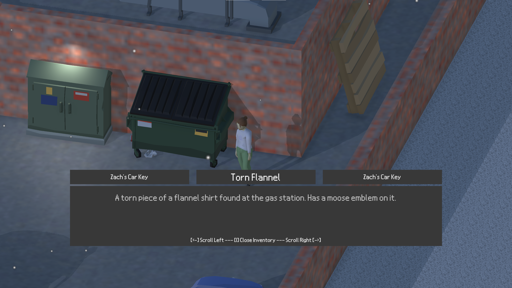 Zach's Car Key
Torn Flannel
Zach's Car Key
A torn piece of a flannel shirt found at the gas station. Has a moose emblem on it.
[<-] Scroll Left --- [I] Close Inventory --- Scroll Right [->]